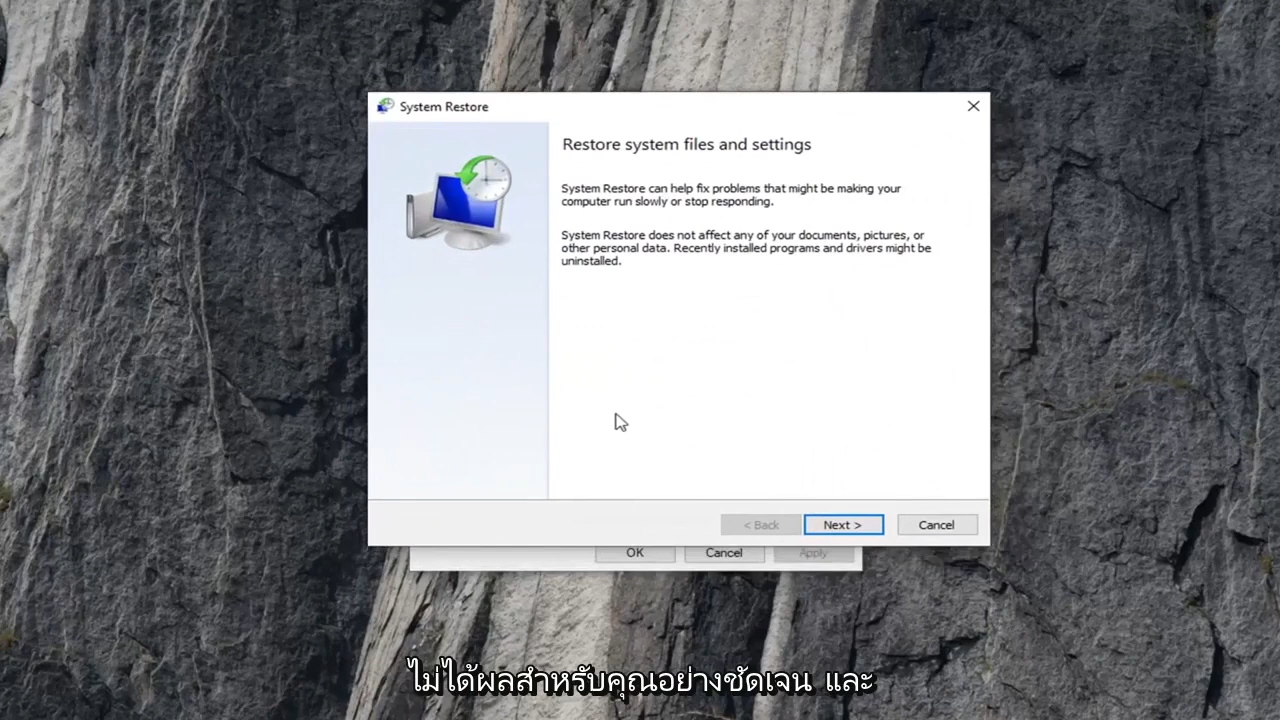 System Restore
Restore system files and settings
System Restore can help fix problems that might be making your
computer run slowly or stop responding.
System Restore does not affect any of your documents, pictures, or
other personal data. Recently installed programs and drivers might be
uninstalled.
< Back Next > Cancel
OK Cancel Apply
ไม่ได้ผลสำหรับคุณอย่างชัดเจน และ